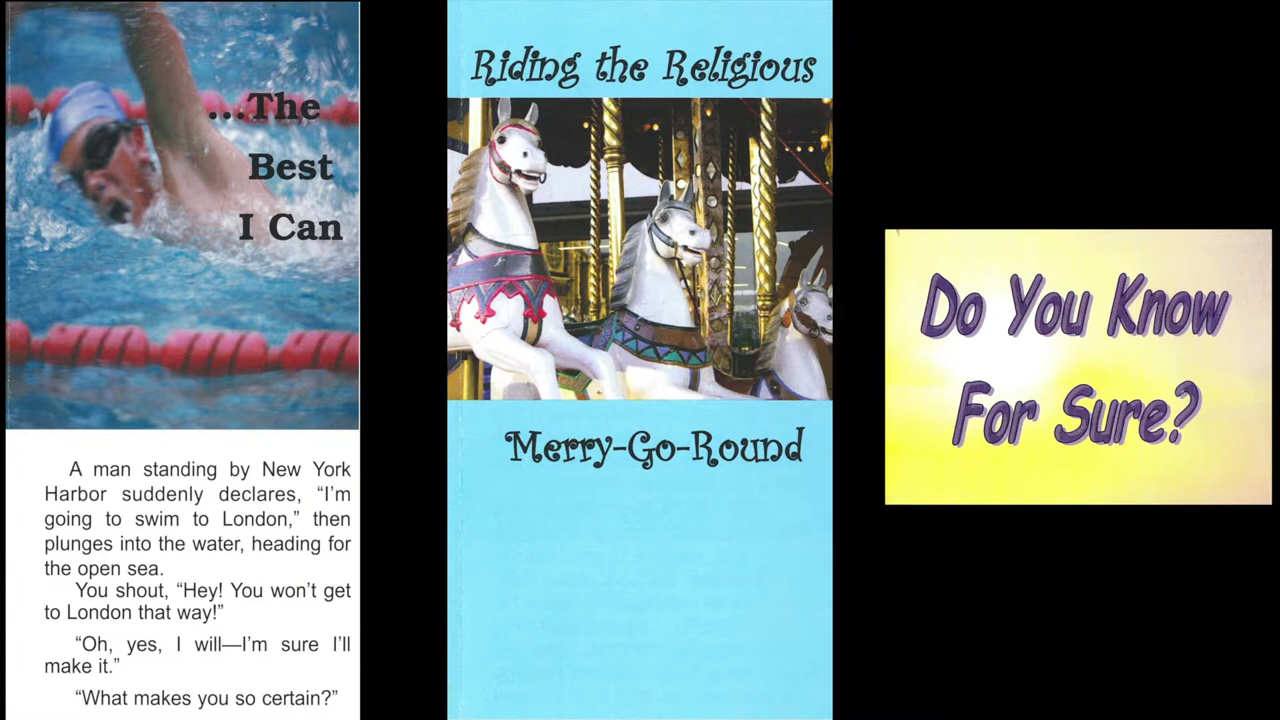 ...The
Best
I Can
A man standing by New York
Harbor suddenly declares, “I’m
going to swim to London,” then
plunges into the water, heading for
the open sea.
You shout, “Hey! You won’t get
to London that way!”
“Oh, yes, I will—I’m sure I’ll
make it.”
“What makes you so certain?”
Riding the Religious
Merry-Go-Round
Do You Know
For Sure?